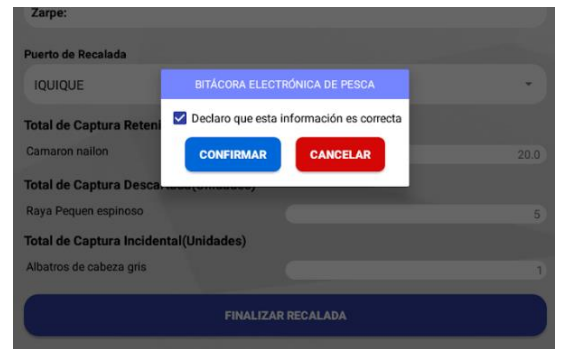 Zarpe:
Puerto de Recalada
IQUIQUE
BITÁCORA ELECTRÓNICA DE PESCA
Declaro que esta información es correcta
CONFIRMAR CANCELAR
Total de Captura
Camaron nailon 20.0
Total de Captura
Raya Pequen espinoso 5
Total de Captura Incidental(Unidades)
Albatros de cabeza gris 1
FINALIZAR RECALADA